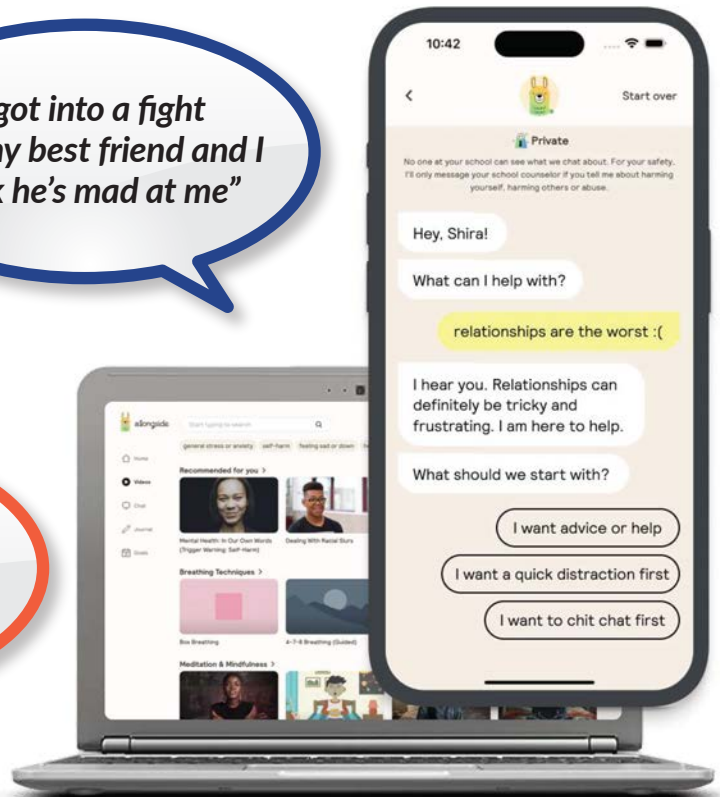 got into a fight
my best friend and I
he's mad at me"
10:42
Start over
Private
No one at your school can see what we chat about. For your safety,
I'll only message your school counselor if you tell me about harming
yourself, harming others or abuse.
Hey, Shira!
What can I help with?
relationships are the worst :(
I hear you. Relationships can
definitely be tricky and
frustrating. I am here to help.
What should we start with?
I want advice or help
I want a quick distraction first
I want to chit chat first
alongside
Start typing to search
general stress or anxiety
self-harm
feeling sad or down
Home
Videos
Chat
Journal
Goals
Recommended for you >
Mental Health: In Our Own Words
(Trigger Warning: Self-Harm)
Dealing With Racial Slurs
Breathing Techniques >
Box Breathing
4-7-8 Breathing (Guided)
Meditation & Mindfulness >